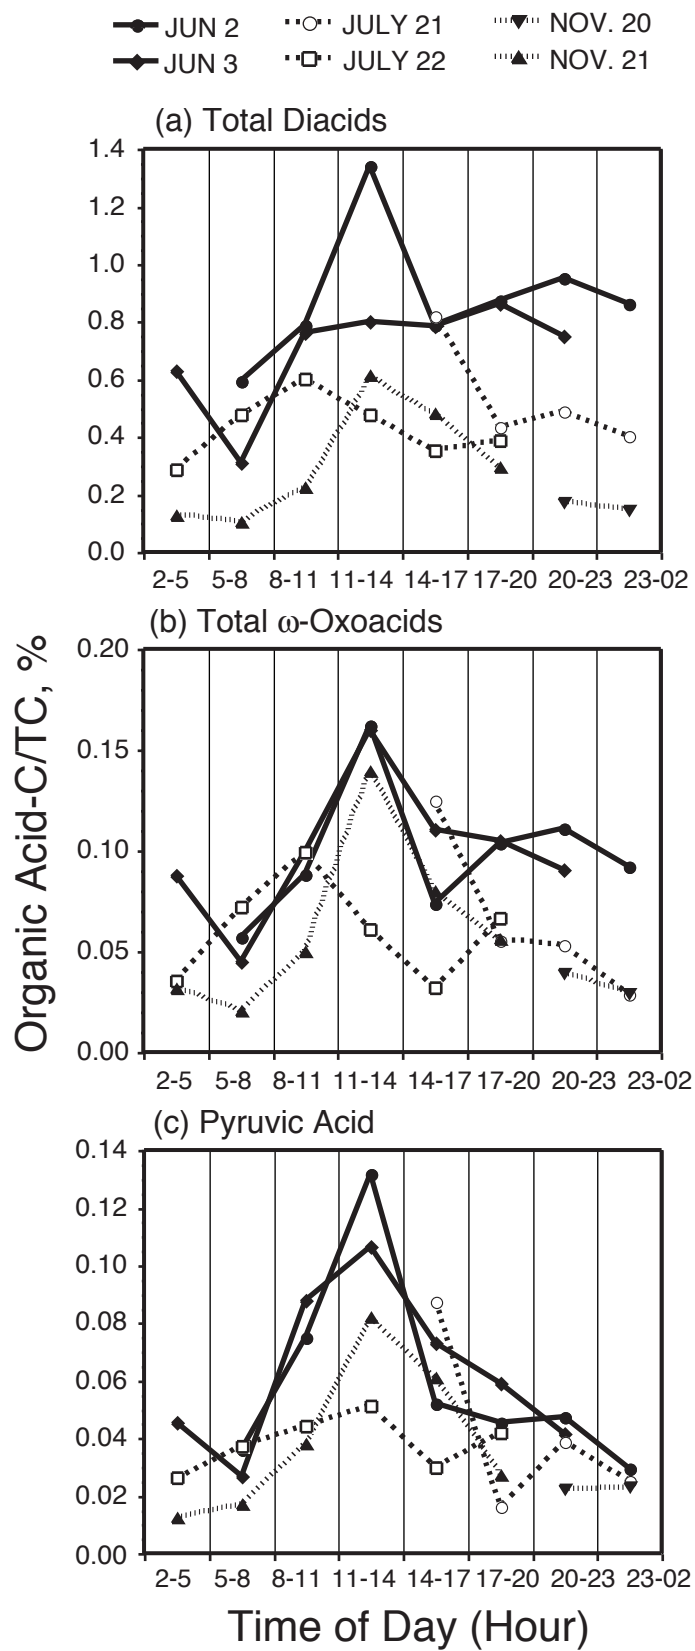 JUN 2 JULY 21 NOV. 20
JUN 3 JULY 22 NOV. 21
(a) Total Diacids
1.4
1.2
1.0
0.8
0.6
0.4
0.2
0.0
2-5 5-8 8-11 11-14 14-17 17-20 20-23 23-02
(b) Total ω-Oxoacids
0.20
0.15
0.10
0.05
0.00
2-5 5-8 8-11 11-14 14-17 17-20 20-23 23-02
Organic Acid-C/TC, %
(c) Pyruvic Acid
0.14
0.12
0.10
0.08
0.06
0.04
0.02
0.00
2-5 5-8 8-11 11-14 14-17 17-20 20-23 23-02
Time of Day (Hour)